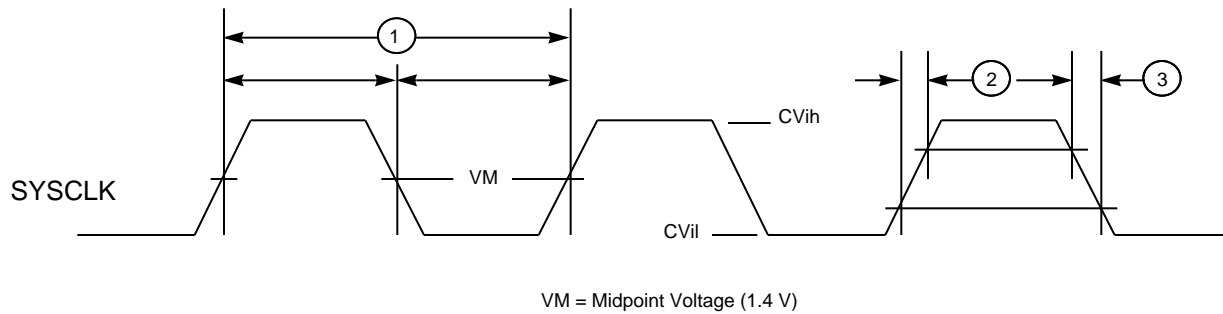 1
2
3
CVih
VM
SYSCLK
CVil
VM = Midpoint Voltage (1.4 V)